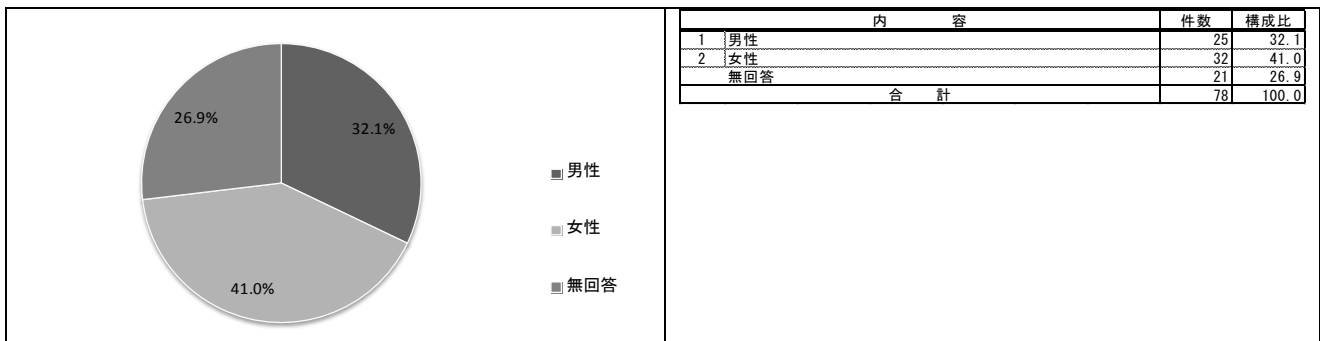 26.9%
32.1%
41.0%
男性
女性
無回答
内 容 件数 構成比
1 男性 25 32.1
2 女性 32 41.0
無回答 21 26.9
合 計 78 100.0